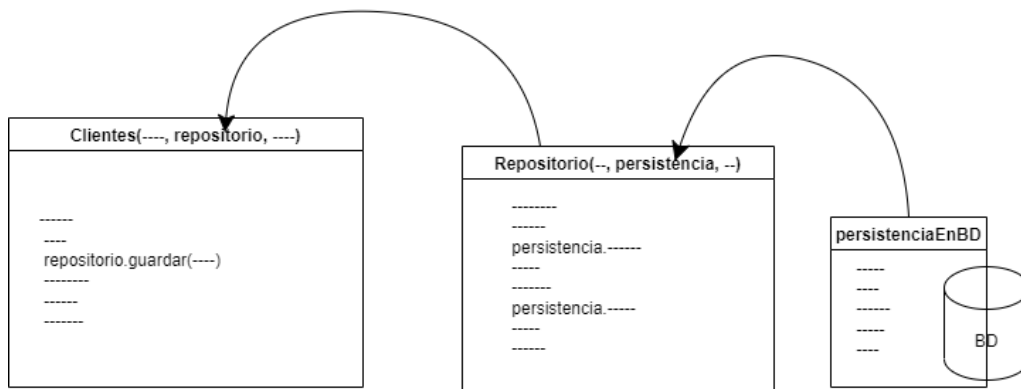 Clientes(----, repositorio, ----)
------
----
repositorio.guardar(----)
--------
------
-------
Repositorio(--, persistencia, --)
--------
------
persistencia.------
-----
-------
persistencia.-----
-----
------
persistenciaEnBD
-----
----
------
-----
----
BD